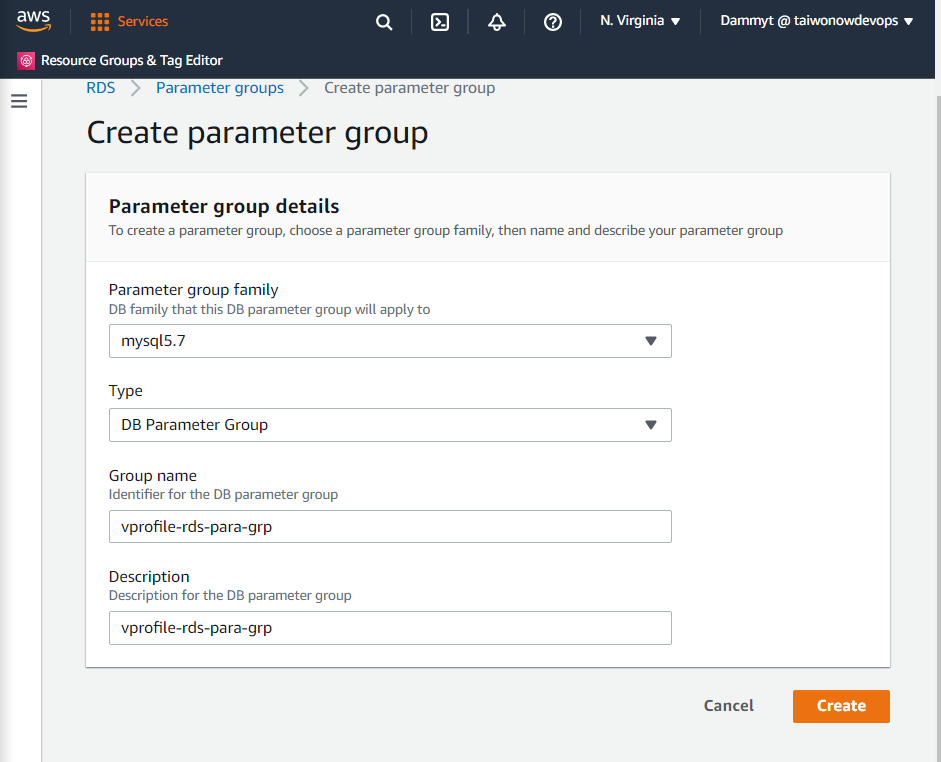 aws Services N. Virginia Dammyt @ taiwonowdevops
Resource Groups & Tag Editor
RDS Parameter groups Create parameter group
Create parameter group
Parameter group details
To create a parameter group, choose a parameter group family, then name and describe your parameter group
Parameter group family
DB family that this DB parameter group will apply to
mysql5.7
Type
DB Parameter Group
Group name
Identifier for the DB parameter group
vprofile-rds-para-grp
Description
Description for the DB parameter group
vprofile-rds-para-grp
Cancel Create